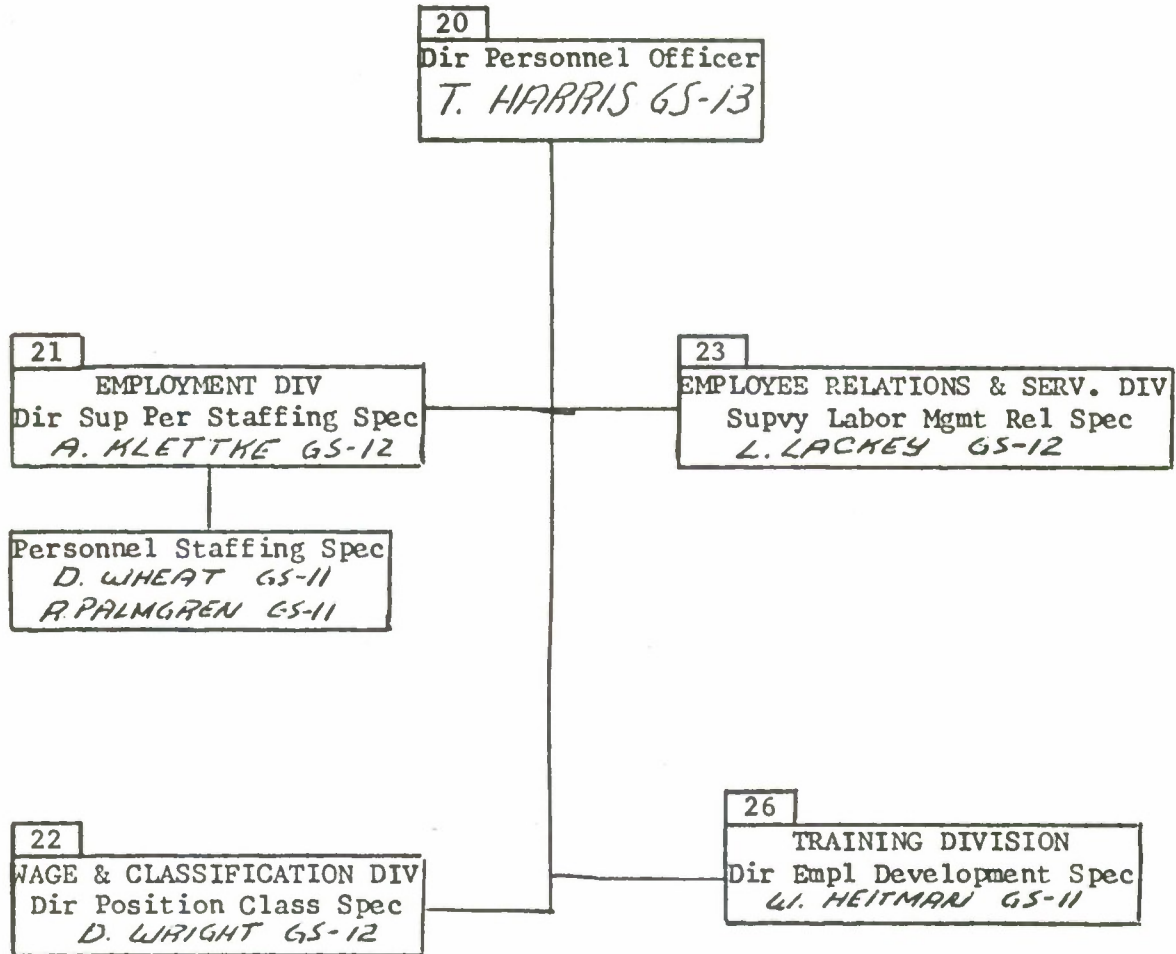 20
Dir Personnel Officer
T. HARRIS GS-13
21
EMPLOYMENT DIV
Dir Sup Per Staffing Spec
A. KLETTKE GS-12
Personnel Staffing Spec
D. WHEAT GS-11
R. PALMGREN GS-11
23
EMPLOYEE RELATIONS & SERV. DIV
Supvy Labor Mgmt Rel Spec
L. LACKEY GS-12
22
WAGE & CLASSIFICATION DIV
Dir Position Class Spec
D. WRIGHT GS-12
26
TRAINING DIVISION
Dir Empl Development Spec
W. HEITMAN GS-11